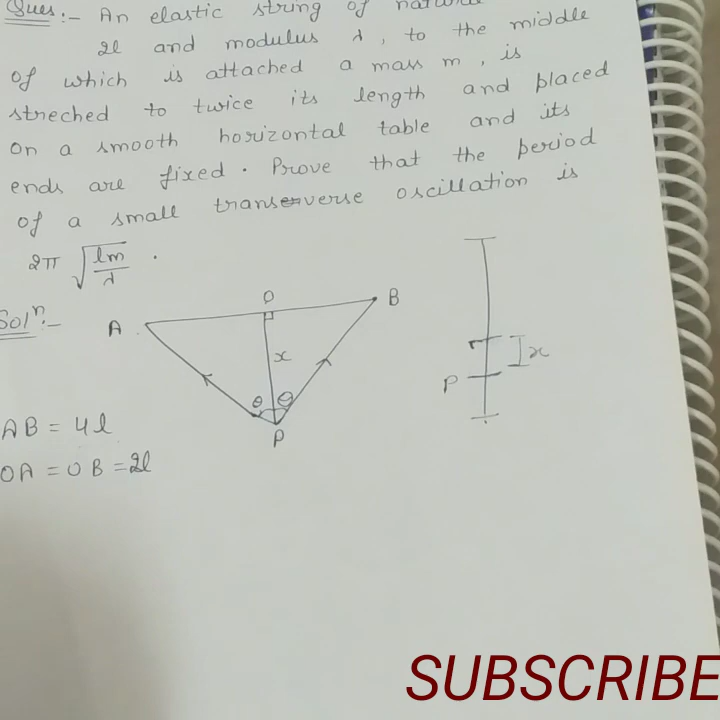 Ques:- An elastic string of
2l and modulus λ, to the middle
of which is attached a mass m, is
streched to twice its length and placed
on a smooth horizontal table and its
ends are fixed. Prove that the period
of a small transverse oscillation is
2π √(lm/λ) .
Solⁿ:-
A
O
B
x
θ θ
P
P
x
AB = 4l
OA = OB = 2l
SUBSCRIBE